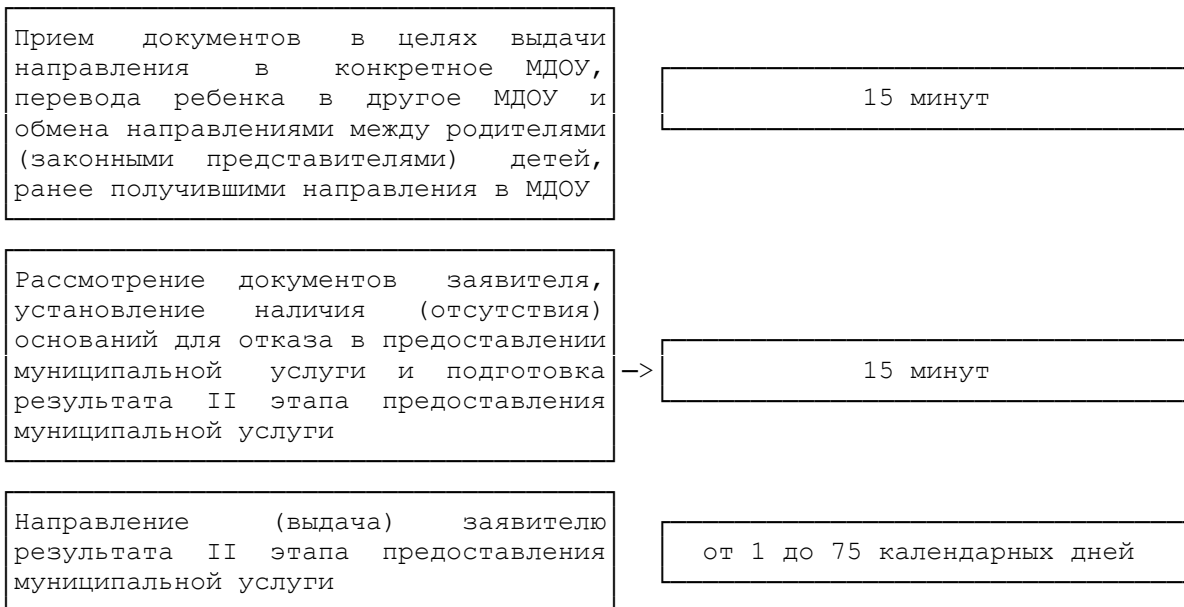 Прием документов в целях выдачи
направления в конкретное МДОУ,
перевода ребенка в другое МДОУ и
обмена направлениями между родителями
(законными представителями) детей,
ранее получившими направления в МДОУ
15 минут
Рассмотрение документов заявителя,
установление наличия (отсутствия)
оснований для отказа в предоставлении
муниципальной услуги и подготовка
результата II этапа предоставления
муниципальной услуги
─>
15 минут
Направление (выдача) заявителю
результата II этапа предоставления
муниципальной услуги
от 1 до 75 календарных дней